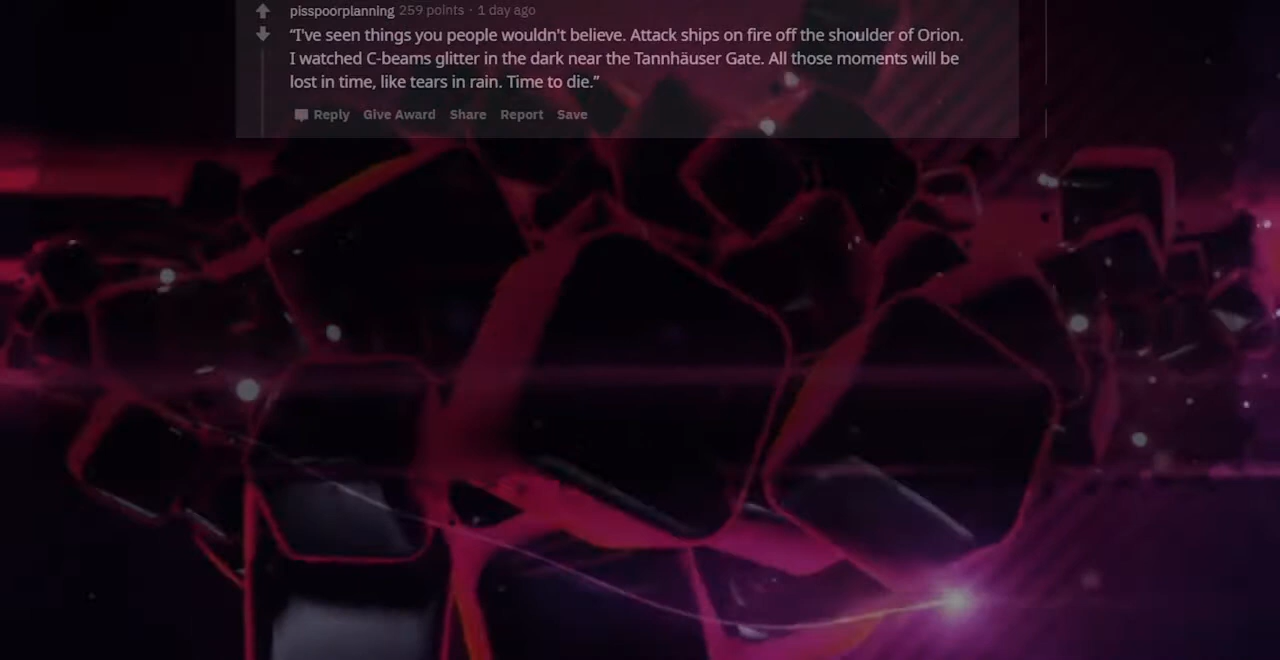 pisspoorplanning 259 points · 1 day ago
“I've seen things you people wouldn't believe. Attack ships on fire off the shoulder of Orion.
I watched C-beams glitter in the dark near the Tannhäuser Gate. All those moments will be
lost in time, like tears in rain. Time to die.”
Reply Give Award Share Report Save